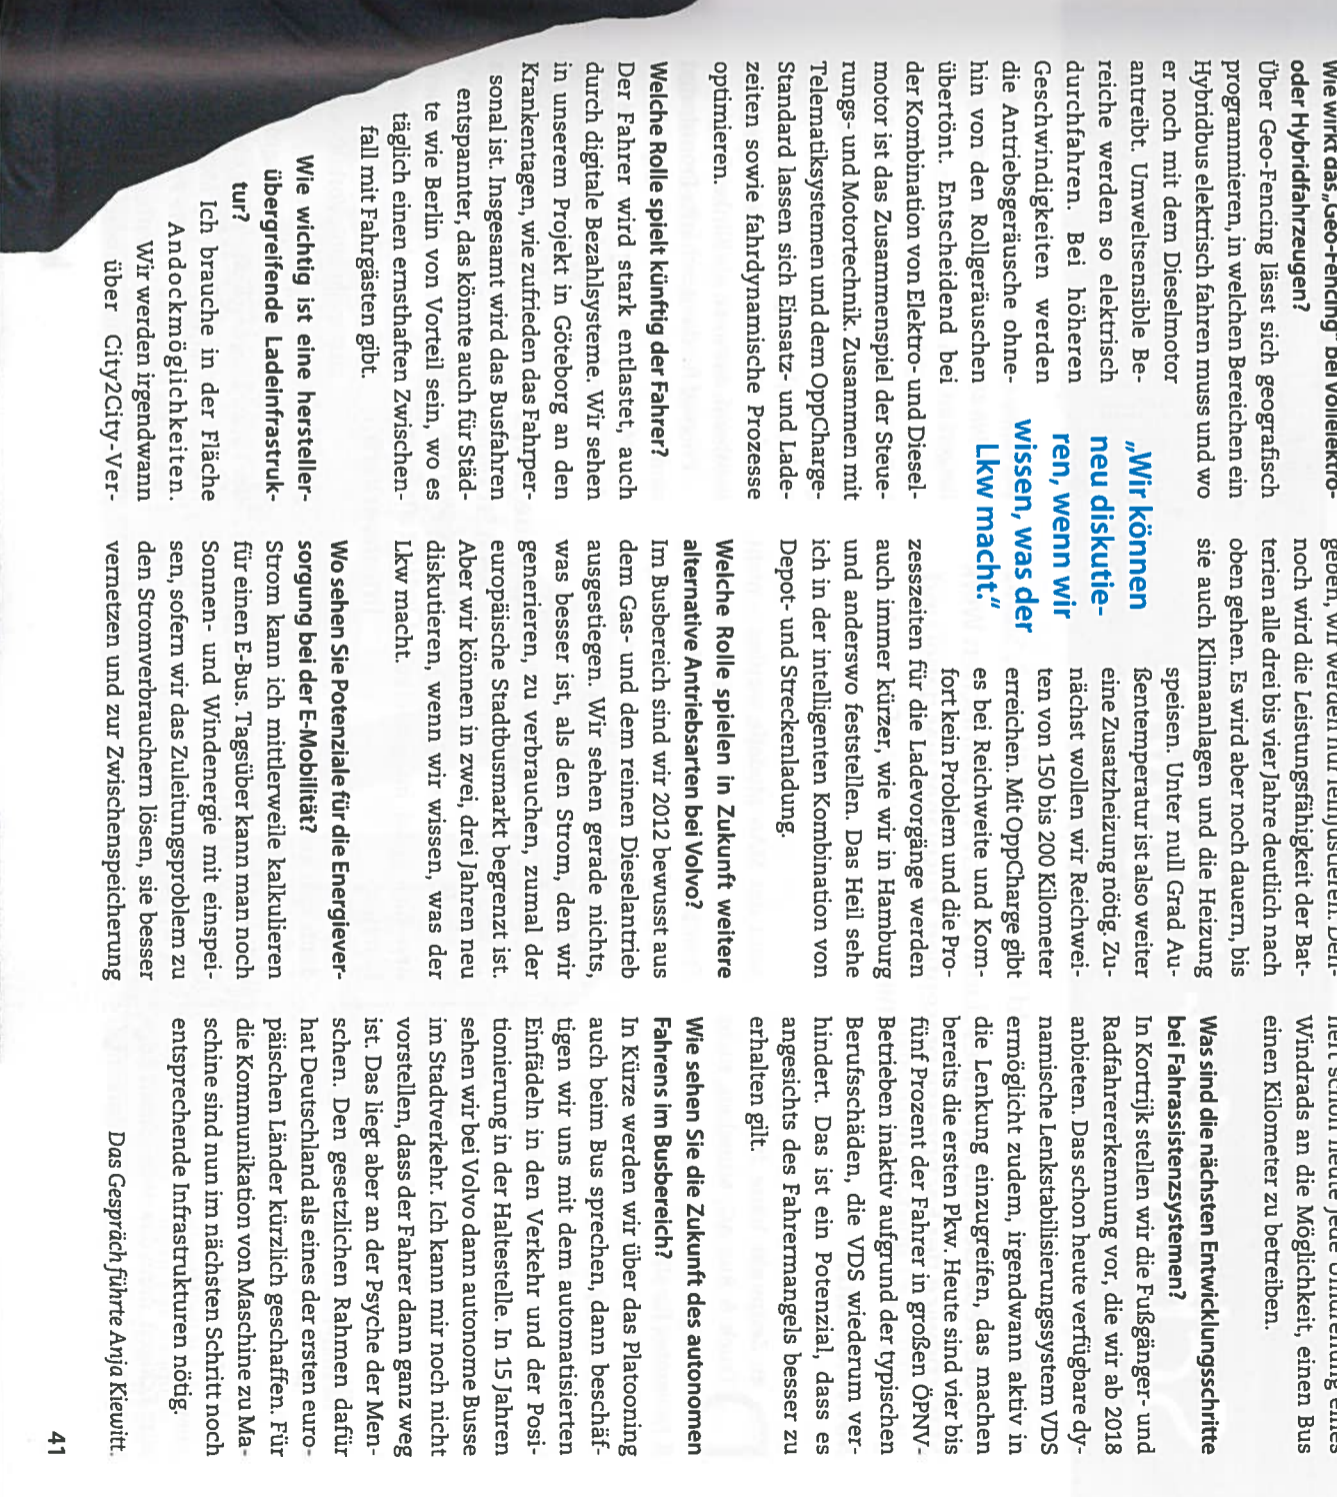 Wie wirkt das „Geo-Fencing“ bei Vollelektro-
oder Hybridfahrzeugen?
Über Geo-Fencing lässt sich geografisch
programmieren, in welchen Bereichen ein
Hybridbus elektrisch fahren muss und wo
er noch mit dem Dieselmotor
antreibt. Umweltsensible Be-
reiche werden so elektrisch
durchfahren. Bei höheren
Geschwindigkeiten werden
die Antriebsgeräusche ohne-
hin von den Rollgeräuschen
übertönt. Entscheidend bei
der Kombination von Elektro- und Diesel-
motor ist das Zusammenspiel der Steue-
rungs- und Motortechnik. Zusammen mit
Telematiksystemen und dem OppCharge-
Standard lassen sich Einsatz- und Lade-
zeiten sowie fahrdynamische Prozesse
optimieren.
Welche Rolle spielt künftig der Fahrer?
Der Fahrer wird stark entlastet, auch
durch digitale Bezahlsysteme. Wir sehen
in unserem Projekt in Göteborg an den
Krankentagen, wie zufrieden das Fahrper-
sonal ist. Insgesamt wird das Busfahren
entspannter, das könnte auch für Städ-
te wie Berlin von Vorteil sein, wo es
täglich einen ernsthaften Zwischen-
fall mit Fahrgästen gibt.
Wie wichtig ist eine hersteller-
übergreifende Ladeinfrastruk-
tur?
Ich brauche in der Fläche
Andockmöglichkeiten.
Wir werden irgendwann
über City2City-Ver-
„Wir können
neu diskutie-
ren, wenn wir
wissen, was der
Lkw macht.“
geben, wir werden nur feinjustieren. Den-
noch wird die Leistungsfähigkeit der Bat-
terien alle drei bis vier Jahre deutlich nach
oben gehen. Es wird aber noch dauern, bis
sie auch Klimaanlagen und die Heizung
speisen. Unter null Grad Au-
ßentemperatur ist also weiter
eine Zusatzheizung nötig. Zu-
nächst wollen wir Reichwei-
ten von 150 bis 200 Kilometer
erreichen. Mit OppCharge gibt
es bei Reichweite und Kom-
fort kein Problem und die Pro-
zesszeiten für die Ladevorgänge werden
auch immer kürzer, wie wir in Hamburg
und anderswo feststellen. Das Heil sehe
ich in der intelligenten Kombination von
Depot- und Streckenladung.
Welche Rolle spielen in Zukunft weitere
alternative Antriebsarten bei Volvo?
Im Busbereich sind wir 2012 bewusst aus
dem Gas- und dem reinen Dieselantrieb
ausgestiegen. Wir sehen gerade nichts,
was besser ist, als den Strom, den wir
generieren, zu verbrauchen, zumal der
europäische Stadtbusmarkt begrenzt ist.
Aber wir können in zwei, drei Jahren neu
diskutieren, wenn wir wissen, was der
Lkw macht.
Wo sehen Sie Potenziale für die Energiever-
sorgung bei der E-Mobilität?
Strom kann ich mittlerweile kalkulieren
für einen E-Bus. Tagsüber kann man noch
Sonnen- und Windenergie mit einspei-
sen, sofern wir das Zuleitungsproblem zu
den Stromverbrauchern lösen, sie besser
vernetzen und zur Zwischenspeicherung
schon heute jede Umdrehung eines
Windrads an die Möglichkeit, einen Bus
einen Kilometer zu betreiben.
Was sind die nächsten Entwicklungsschritte
bei Fahrassistenzsystemen?
In Kortrijk stellen wir die Fußgänger- und
Radfahrererkennung vor, die wir ab 2018
anbieten. Das schon heute verfügbare dy-
namische Lenkstabilisierungssystem VDS
ermöglicht zudem, irgendwann aktiv in
die Lenkung einzugreifen, das machen
bereits die ersten Pkw. Heute sind vier bis
fünf Prozent der Fahrer in großen ÖPNV-
Betrieben inaktiv aufgrund der typischen
Berufsschäden, die VDS wiederum ver-
hindert. Das ist ein Potenzial, dass es
angesichts des Fahrermangels besser zu
erhalten gilt.
Wie sehen Sie die Zukunft des autonomen
Fahrens im Busbereich?
In Kürze werden wir über das Platooning
auch beim Bus sprechen, dann beschäf-
tigen wir uns mit dem automatisierten
Einfädeln in den Verkehr und der Posi-
tionierung in der Haltestelle. In 15 Jahren
sehen wir bei Volvo dann autonome Busse
im Stadtverkehr. Ich kann mir noch nicht
vorstellen, dass der Fahrer dann ganz weg
ist. Das liegt aber an der Psyche der Men-
schen. Den gesetzlichen Rahmen dafür
hat Deutschland als eines der ersten euro-
päischen Länder kürzlich geschaffen. Für
die Kommunikation von Maschine zu Ma-
schine sind nun im nächsten Schritt noch
entsprechende Infrastrukturen nötig.
Das Gespräch führte Anja Kiewitt.
41